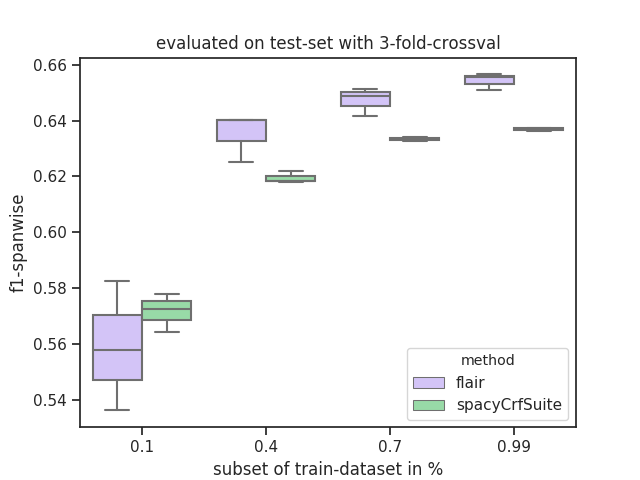 evaluated on test-set with 3-fold-crossval
f1-spanwise
0.66
0.64
0.62
0.60
0.58
0.56
0.54
method
flair
spacyCrfSuite
0.1 0.4 0.7 0.99
subset of train-dataset in %